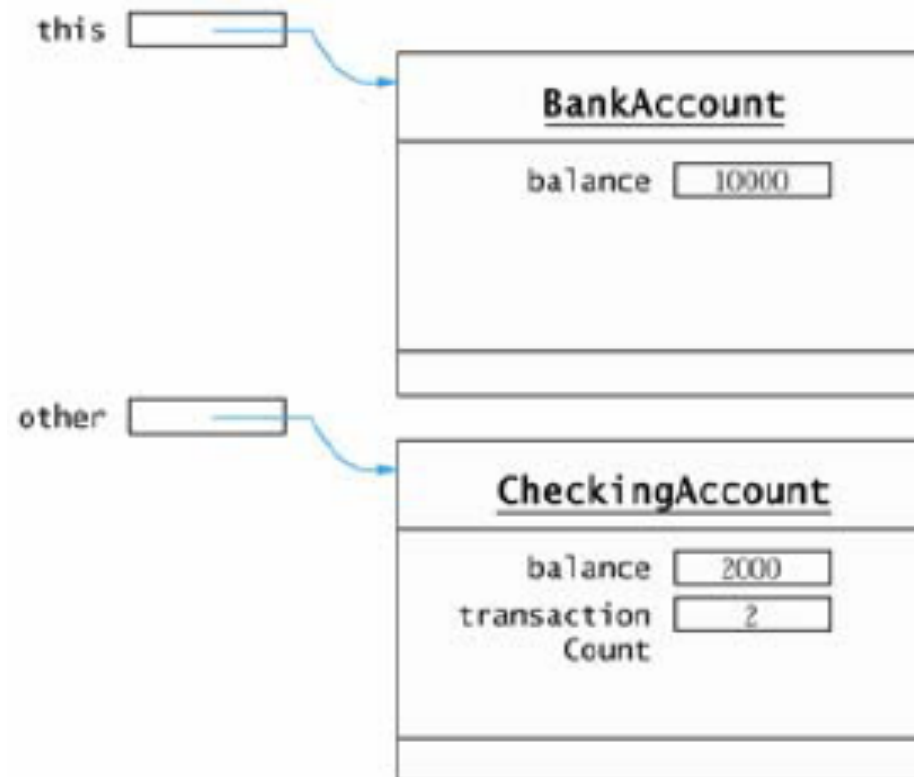 this
BankAccount
balance 10000
other
CheckingAccount
balance 2000
transaction 2
Count